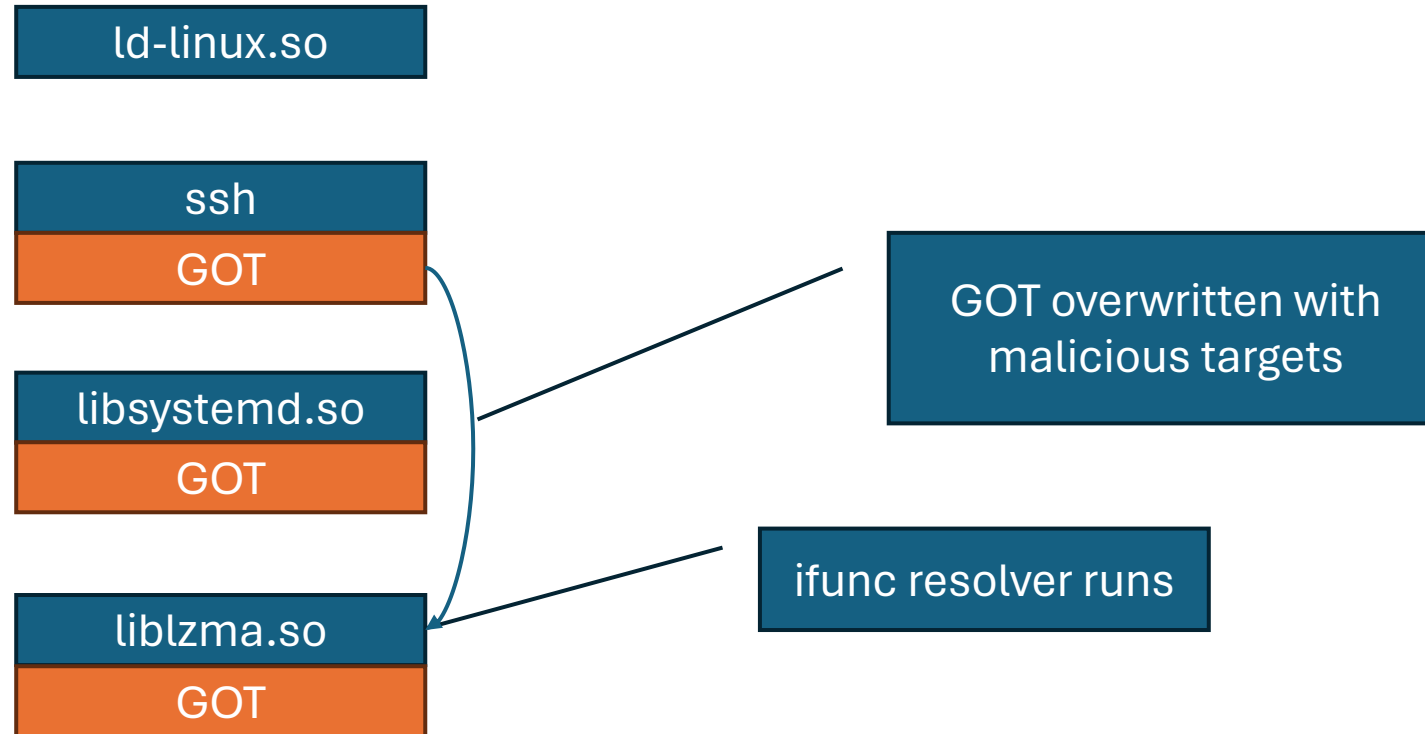 ld-linux.so
ssh
GOT
libsystemd.so
GOT
liblzma.so
GOT
GOT overwritten with
malicious targets
ifunc resolver runs